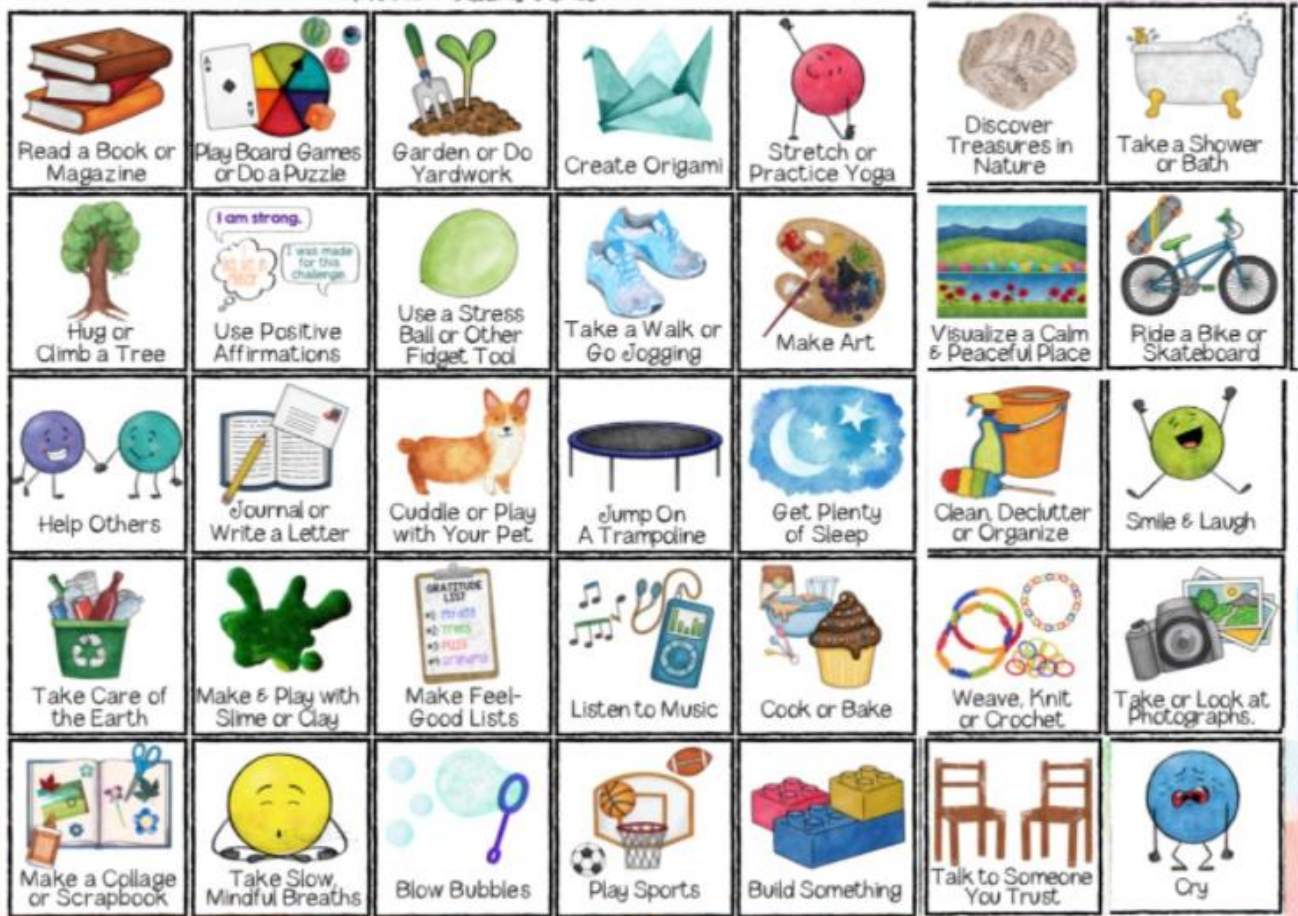 Read a Book or
Magazine
Play Board Games
or Do a Puzzle
Garden or Do
Yardwork
Create Origami
Stretch or
Practice Yoga
Discover
Treasures in
Nature
Take a Shower
or Bath
Hug or
Climb a Tree
I am strong.
I was made
for this
challenge.
Use Positive
Affirmations
Use a Stress
Ball or Other
Fidget Tool
Take a Walk or
Go Jogging
Make Art
Visualize a Calm
& Peaceful Place
Ride a Bike or
Skateboard
Help Others
Journal or
Write a Letter
Cuddle or Play
with Your Pet
Jump On
A Trampoline
Get Plenty
of Sleep
Clean, Declutter
or Organize
Smile & Laugh
Take Care of
the Earth
Make & Play with
Slime or Clay
GRATITUDE
LIST
Make Feel-
Good Lists
Listen to Music
Cook or Bake
Weave, Knit
or Crochet
Take or Look at
Photographs.
Make a Collage
or Scrapbook
Take Slow,
Mindful Breaths
Blow Bubbles
Play Sports
Build Something
Talk to Someone
You Trust
Cry